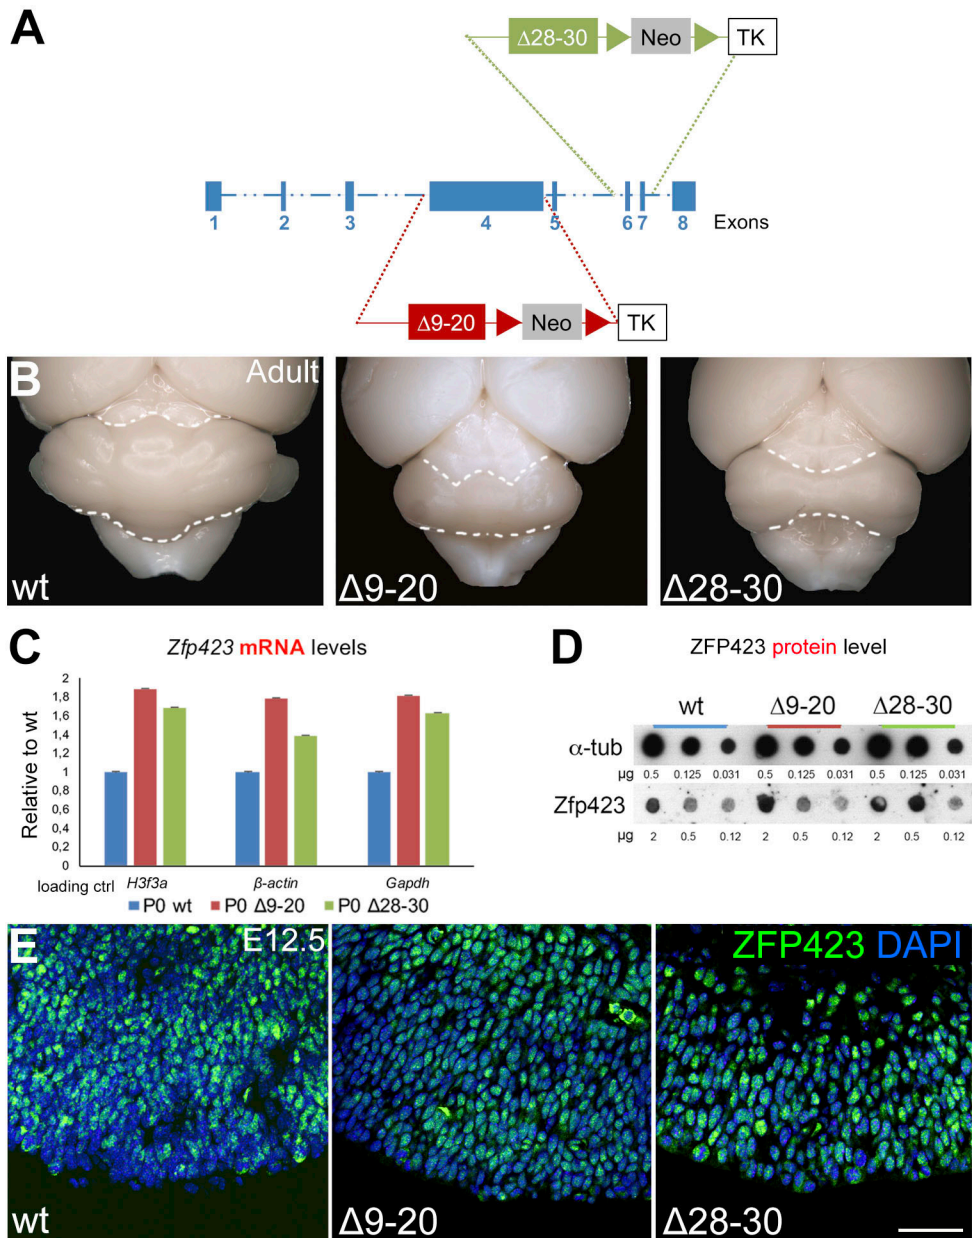 A
Δ28-30 Neo TK
1 2 3 4 5 6 7 8 Exons
Δ9-20 Neo TK
B Adult
wt Δ9-20 Δ28-30
C Zfp423 mRNA levels
Relative to wt
2
1,8
1,6
1,4
1,2
1
0,8
0,6
0,4
0,2
0
loading ctrl H3f3a β-actin Gapdh
P0 wt P0 Δ9-20 P0 Δ28-30
D ZFP423 protein level
wt Δ9-20 Δ28-30
α-tub
µg 0.5 0.125 0.031 0.5 0.125 0.031 0.5 0.125 0.031
Zfp423
µg 2 0.5 0.12 2 0.5 0.12 2 0.5 0.12
E E12.5 ZFP423 DAPI
wt Δ9-20 Δ28-30